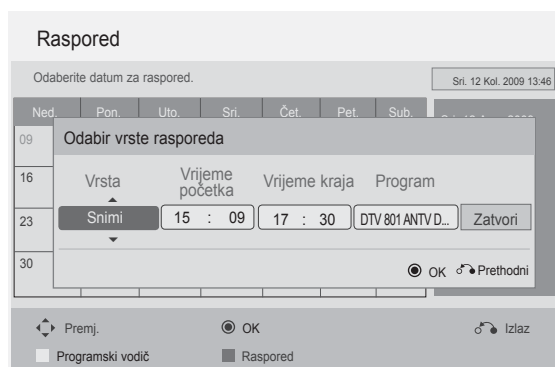 Raspored
Odaberite datum za raspored.
Sri. 12 Kol. 2009 13:46
Ned. Pon. Uto. Sri. Čet. Pet. Sub.
09
Odabir vrste rasporeda
16
Vrsta Vrijeme početka Vrijeme kraja Program
23
Snimi 15 : 09 17 : 30 DTV 801 ANTV D... Zatvori
30
OK Prethodni
Premj. OK Izlaz
Programski vodič Raspored